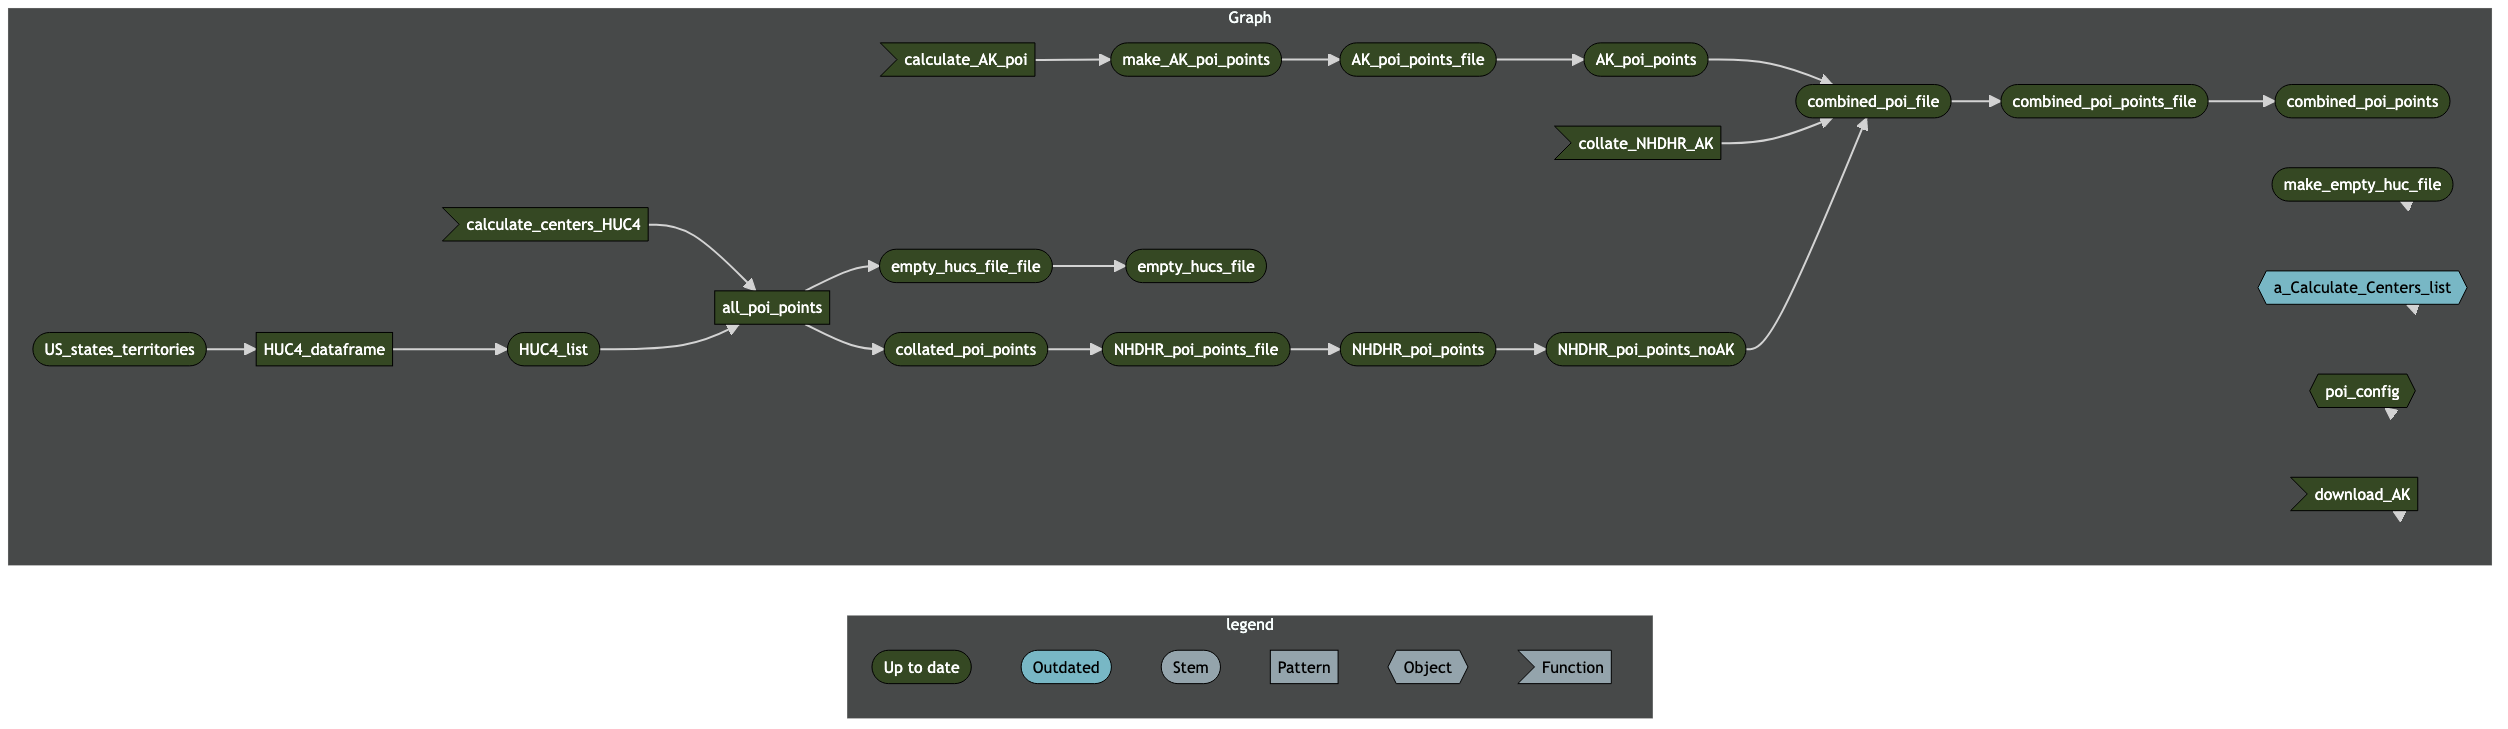 Graph
calculate_AK_poi
make_AK_poi_points
AK_poi_points_file
AK_poi_points
combined_poi_file
combined_poi_points_file
combined_poi_points
collate_NHDHR_AK
make_empty_huc_file
calculate_centers_HUC4
empty_hucs_file_file
empty_hucs_file
a_Calculate_Centers_list
all_poi_points
US_states_territories
HUC4_dataframe
HUC4_list
collated_poi_points
NHDHR_poi_points_file
NHDHR_poi_points
NHDHR_poi_points_noAK
poi_config
download_AK
legend
Up to date
Outdated
Stem
Pattern
Object
Function